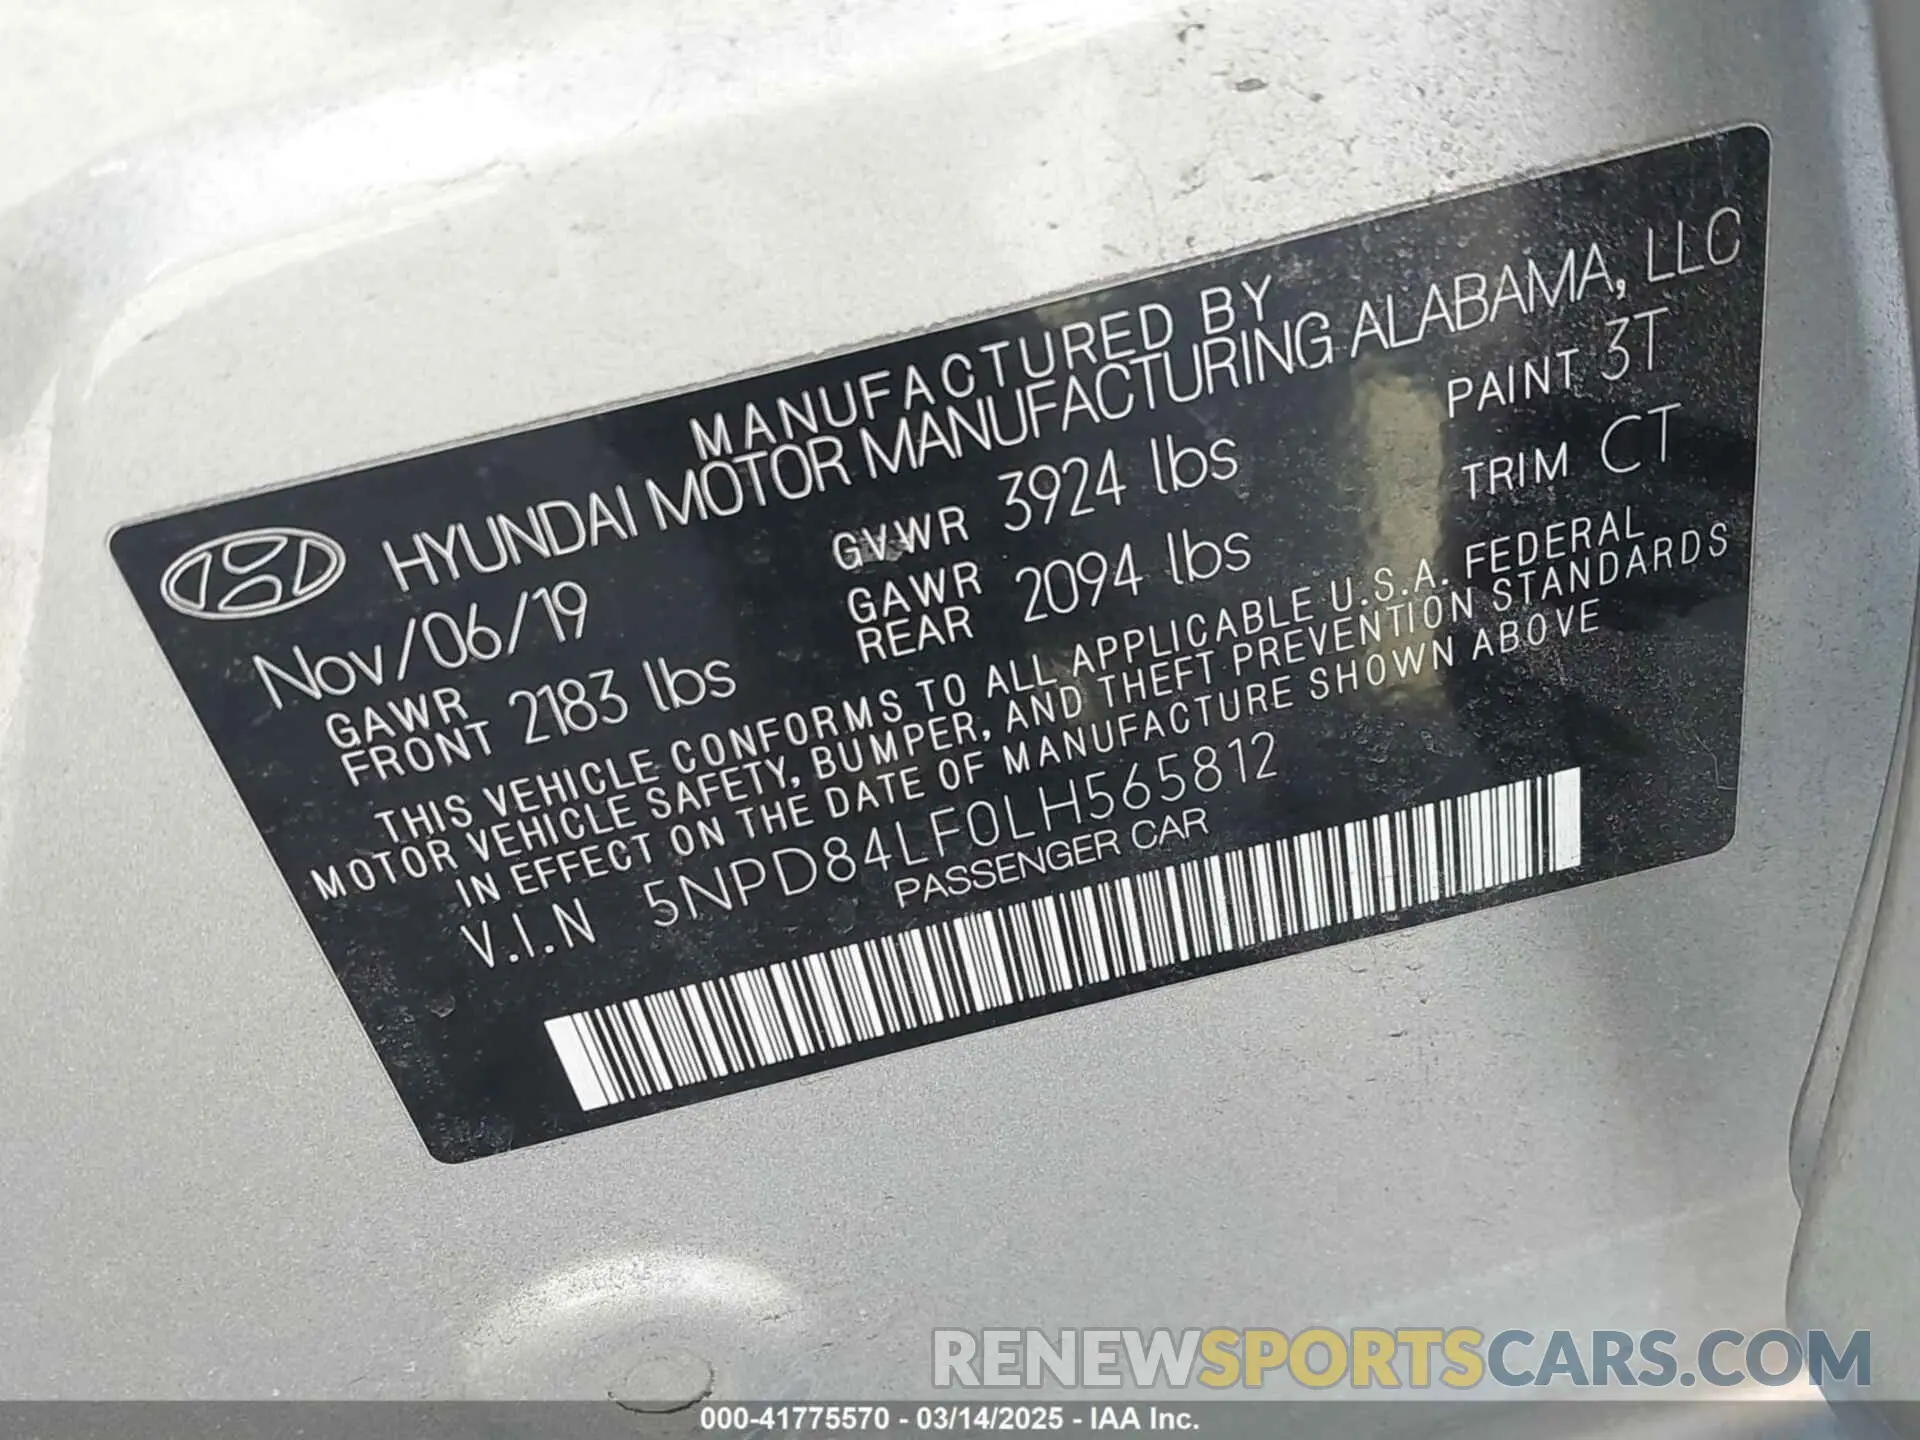 MANUFACTURED BY
HYUNDAI MOTOR MANUFACTURING ALABAMA, LLC
Nov/06/19 GVWR 3924 lbs PAINT 3T
GAWR FRONT 2183 lbs GAWR REAR 2094 lbs TRIM CT
THIS VEHICLE CONFORMS TO ALL APPLICABLE U.S.A. FEDERAL
MOTOR VEHICLE SAFETY, BUMPER, AND THEFT PREVENTION STANDARDS
IN EFFECT ON THE DATE OF MANUFACTURE SHOWN ABOVE
V.I.N 5NPD84LF0LH565812
PASSENGER CAR
RENEWSPORTSCARS.COM
000-41775570 - 03/14/2025 - IAA Inc.